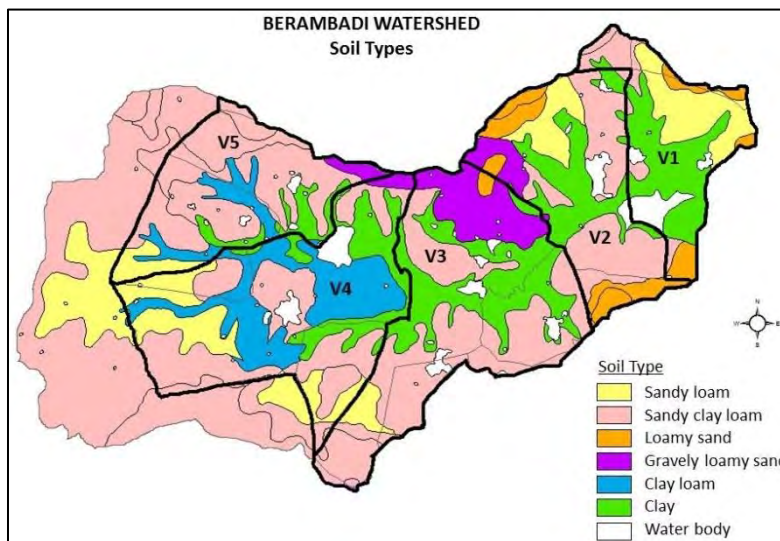 BERAMBADI WATERSHED
Soil Types
V5
V1
V2
V3
V4
N
W E
S
Soil Type
Sandy loam
Sandy clay loam
Loamy sand
Gravely loamy sand
Clay loam
Clay
Water body